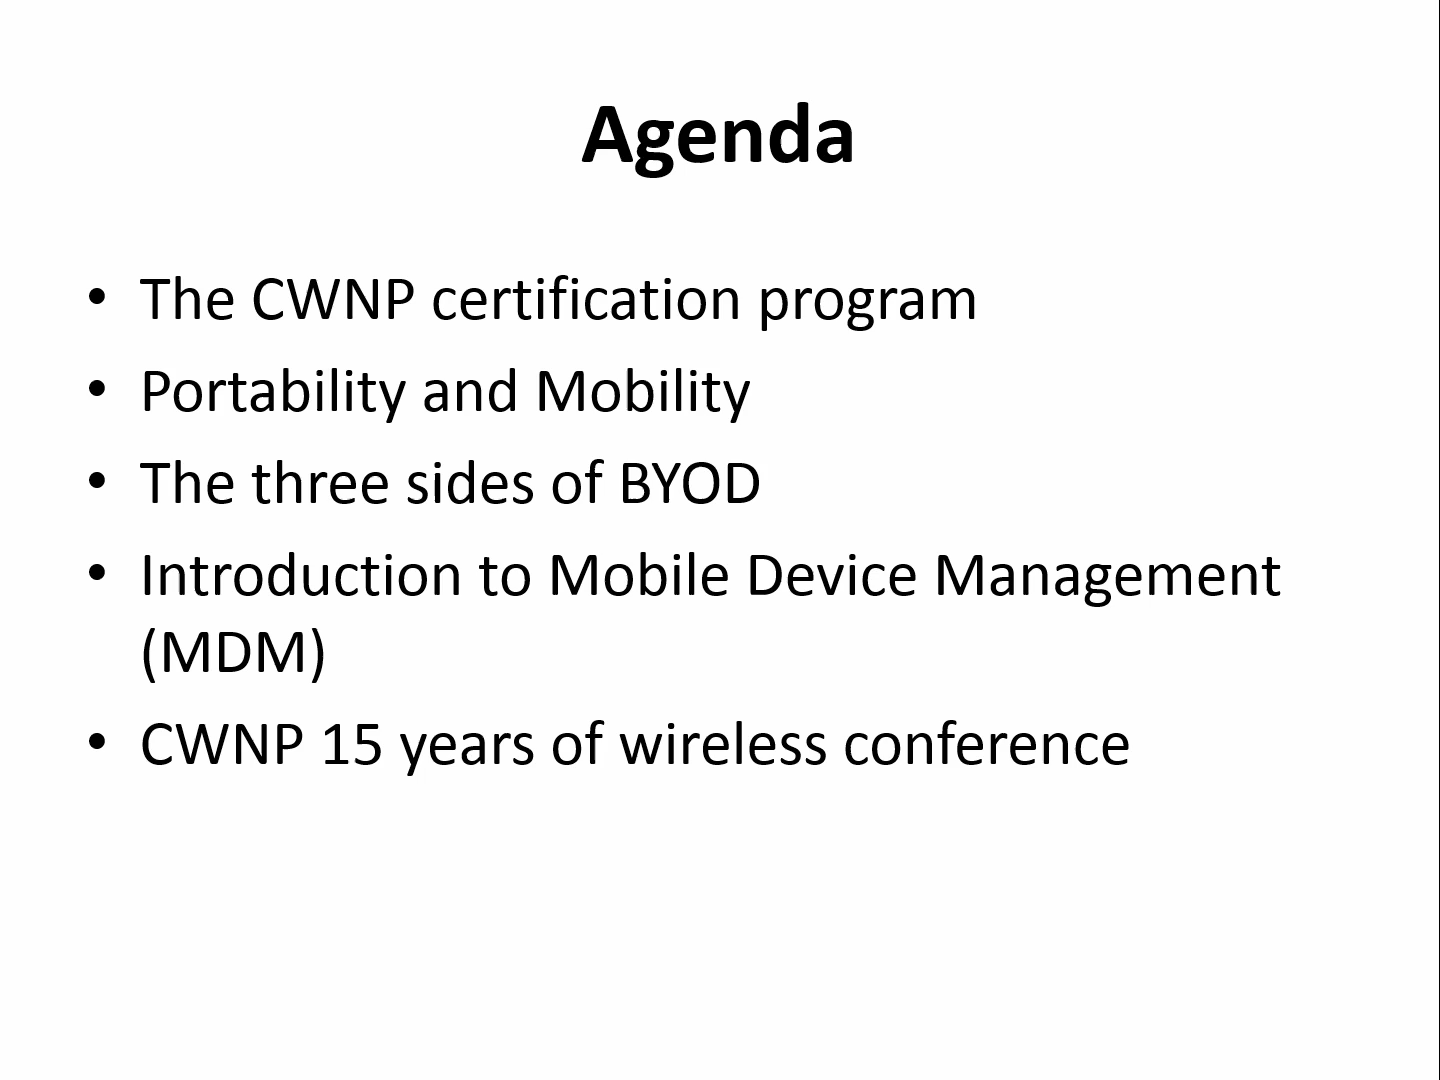 Agenda
• The CWNP certification program
• Portability and Mobility
• The three sides of BYOD
• Introduction to Mobile Device Management
(MDM)
• CWNP 15 years of wireless conference